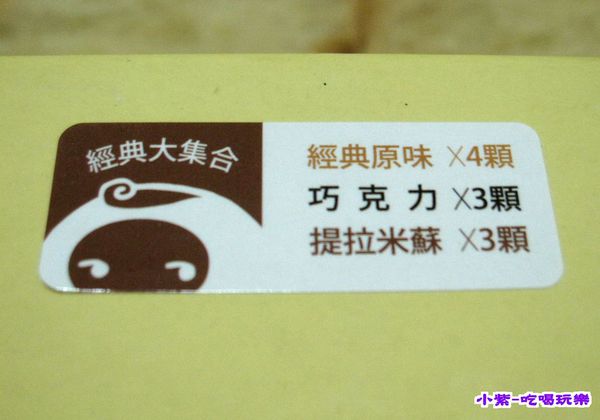 經典大集合
經典原味 X4顆
巧克力 X3顆
提拉米蘇 X3顆
小紫-吃喝玩樂